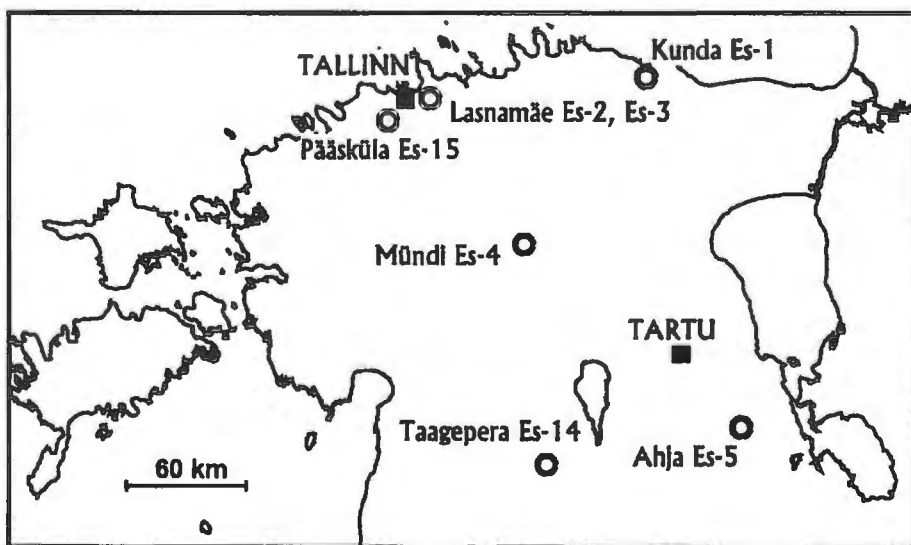 Kunda Es-1
TALLINN
Lasnamäe Es-2, Es-3
Pääsküla Es-15
Mündi Es-4
TARTU
Taagepera Es-14
Ahja Es-5
60 km